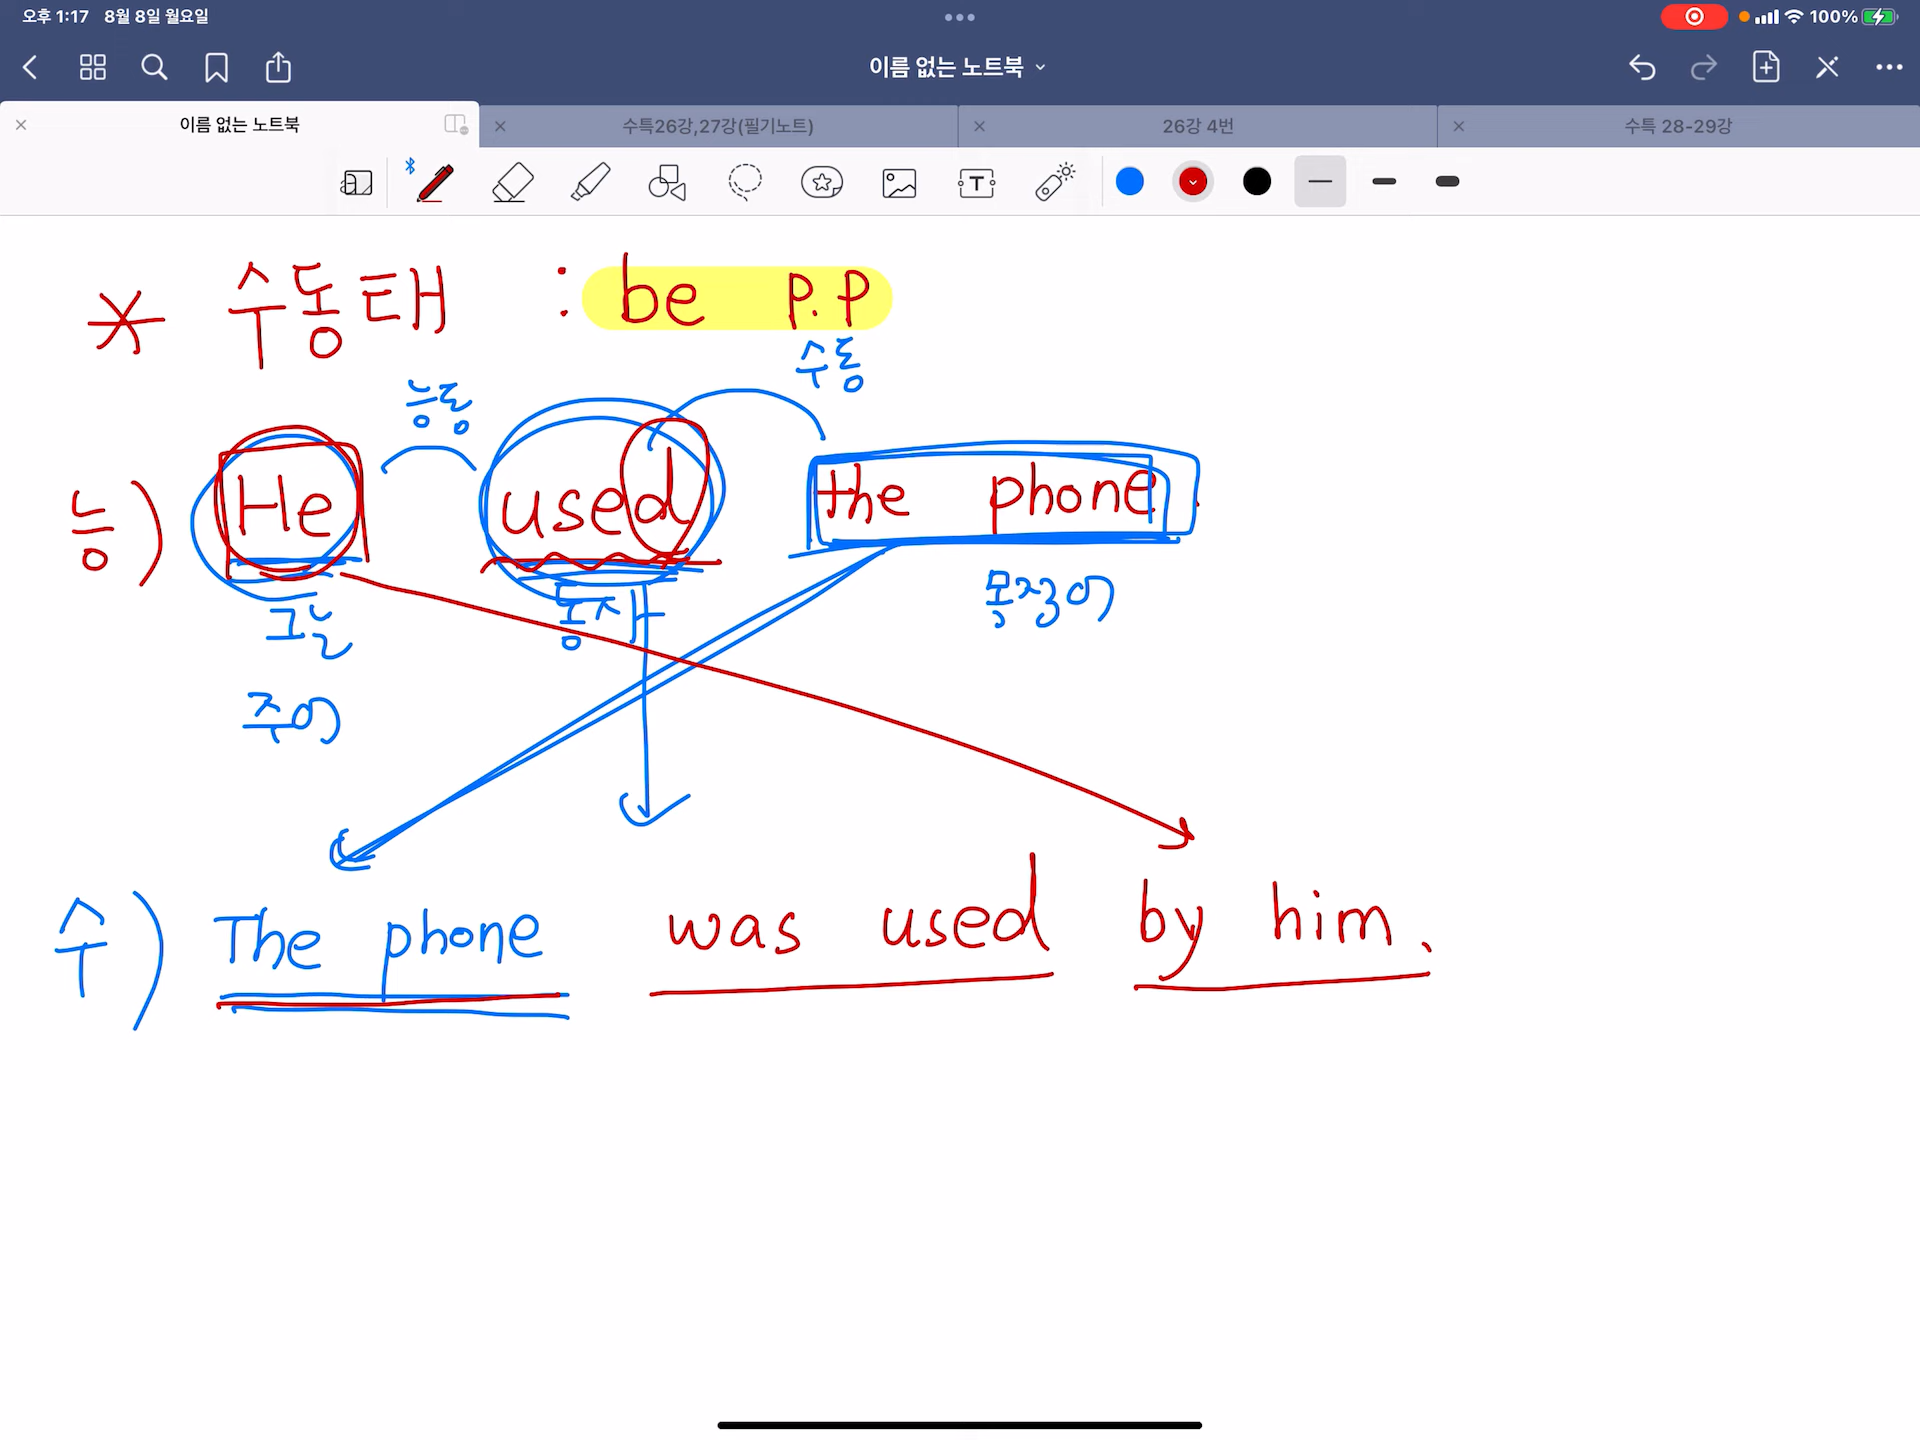 오후 1:17 8월 8일 월요일 100%
이름 없는 노트북
이름 없는 노트북 수특26강,27강(필기노트) 26강 4번 수특 28-29강
* 수동태 : be P.P
능동 수동
능) He used the phone.
그는 동사 목적어
주어
수) The phone was used by him.